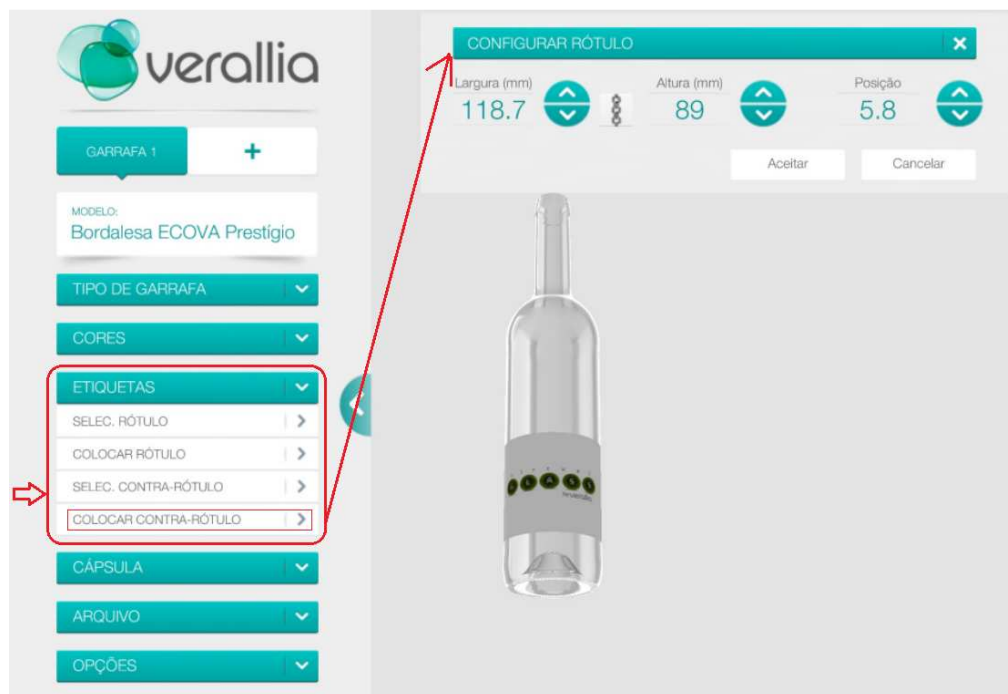 verallia
GARRAFA 1
+
MODELO:
Bordalesa ECOVA Prestígio
TIPO DE GARRAFA
CORES
ETIQUETAS
SELEC. RÓTULO
COLOCAR RÓTULO
SELEC. CONTRA-RÓTULO
COLOCAR CONTRA-RÓTULO
CÁPSULA
ARQUIVO
OPÇÕES
CONFIGURAR RÓTULO
Largura (mm) Altura (mm) Posição
118.7 89 5.8
Aceitar Cancelar
verallia